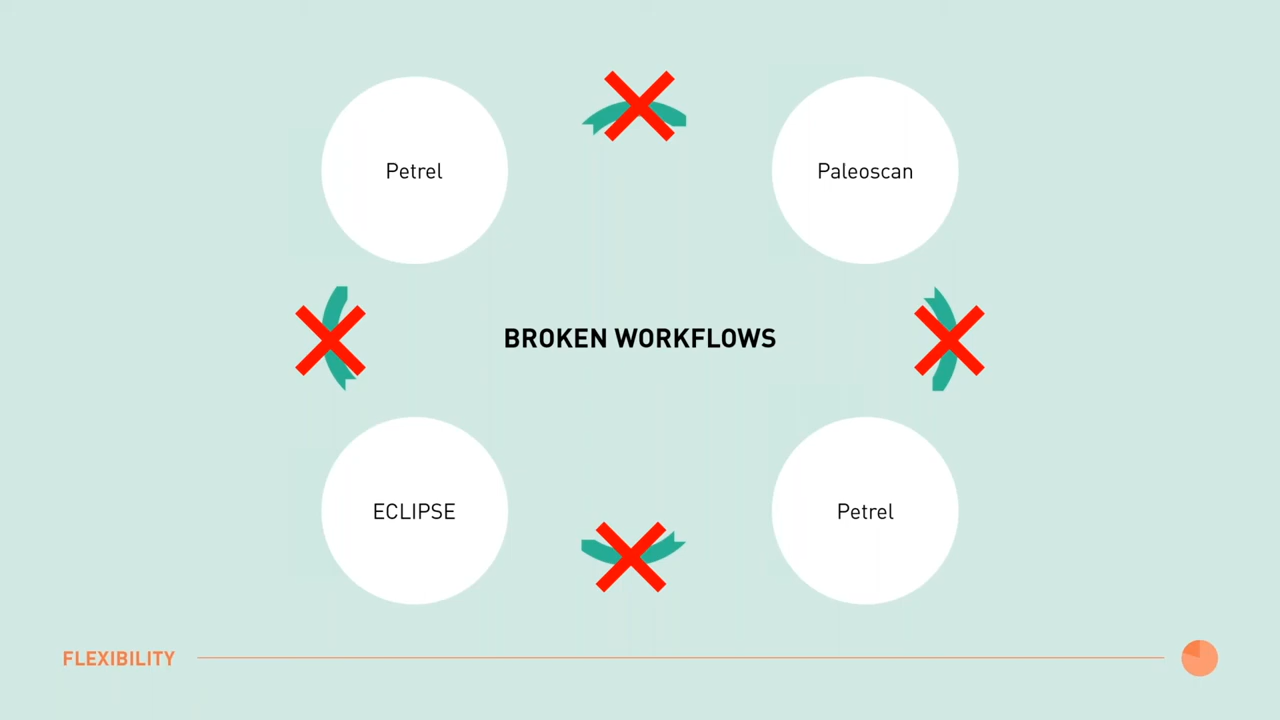 Petrel
Paleoscan
BROKEN WORKFLOWS
ECLIPSE
Petrel
FLEXIBILITY